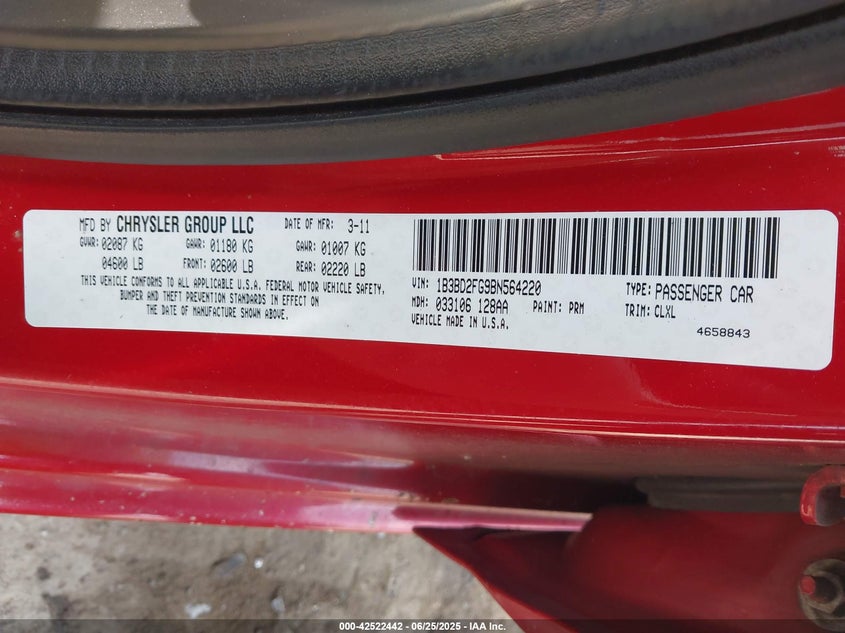 MFD BY CHRYSLER GROUP LLC DATE OF MFR: 3-11
GVWR: 02087 KG GAWR: 01180 KG GAWR: 01007 KG
04600 LB FRONT: 02600 LB REAR: 02220 LB
THIS VEHICLE CONFORMS TO ALL APPLICABLE U.S.A. FEDERAL MOTOR VEHICLE SAFETY,
BUMPER AND THEFT PREVENTION STANDARDS IN EFFECT ON
THE DATE OF MANUFACTURE SHOWN ABOVE.
VIN: 1B3BD2FG9BN564220 TYPE: PASSENGER CAR
MDH: 033106 128AA PAINT: PRM TRIM: CLXL
VEHICLE MADE IN U.S.A.
4658843
000-42522442 - 06/25/2025 - IAA Inc.